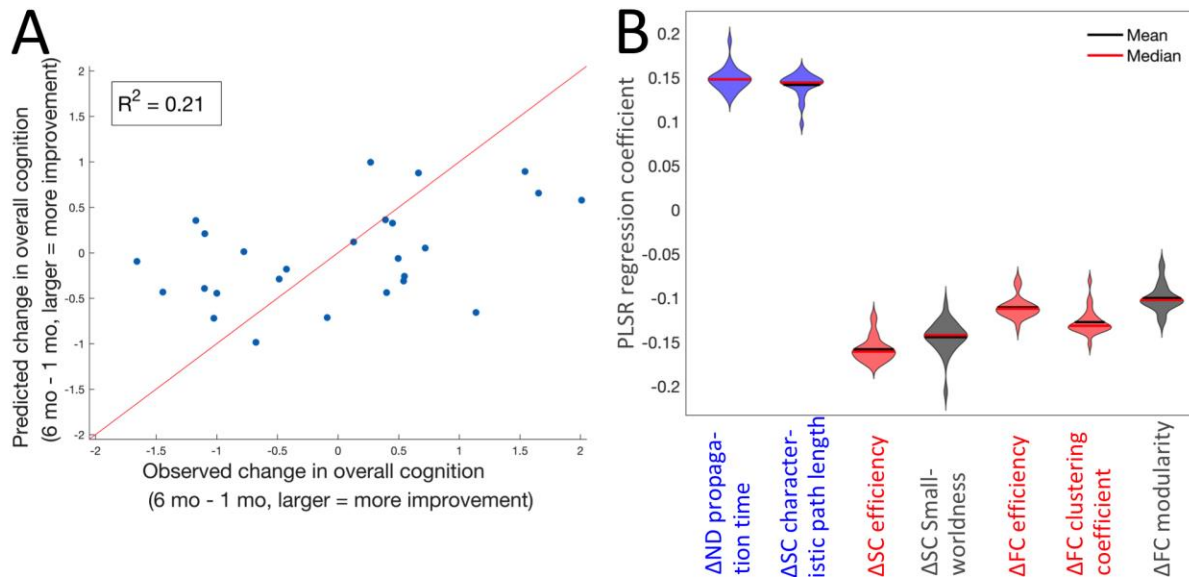 A
Predicted change in overall cognition
(6 mo - 1 mo, larger = more improvement)
2
1.5
1
0.5
0
-0.5
-1
-1.5
-2
R² = 0.21
-2
-1.5
-1
-0.5
0
0.5
1
1.5
2
Observed change in overall cognition
(6 mo - 1 mo, larger = more improvement)
B
PLSR regression coefficient
0.2
0.15
0.1
0.05
0
-0.05
-0.1
-0.15
-0.2
Mean
Median
ΔND propaga-
tion time
ΔSC character-
istic path length
ΔSC efficiency
ΔSC Small-
worldness
ΔFC efficiency
ΔFC clustering
coefficient
ΔFC modularity